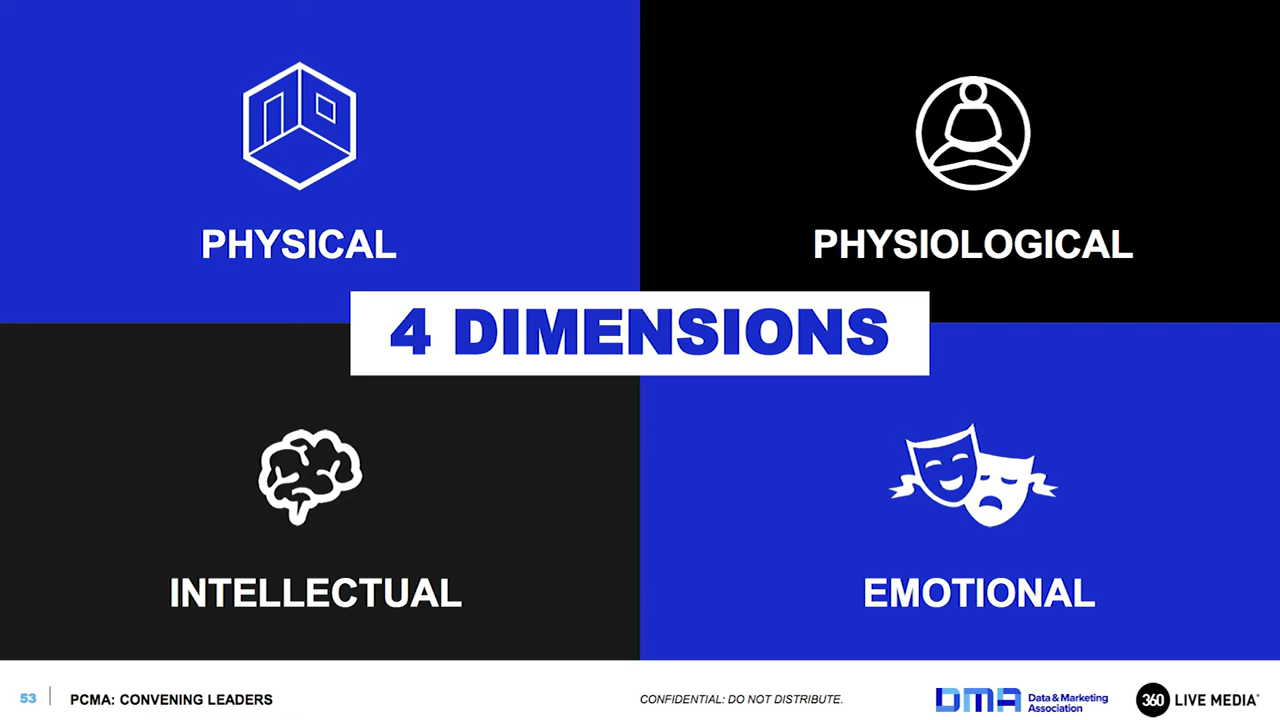 PHYSICAL
PHYSIOLOGICAL
4 DIMENSIONS
INTELLECTUAL
EMOTIONAL
53
PCMA: CONVENING LEADERS
CONFIDENTIAL: DO NOT DISTRIBUTE.
DMA
Data & Marketing
Association
360 LIVE MEDIA